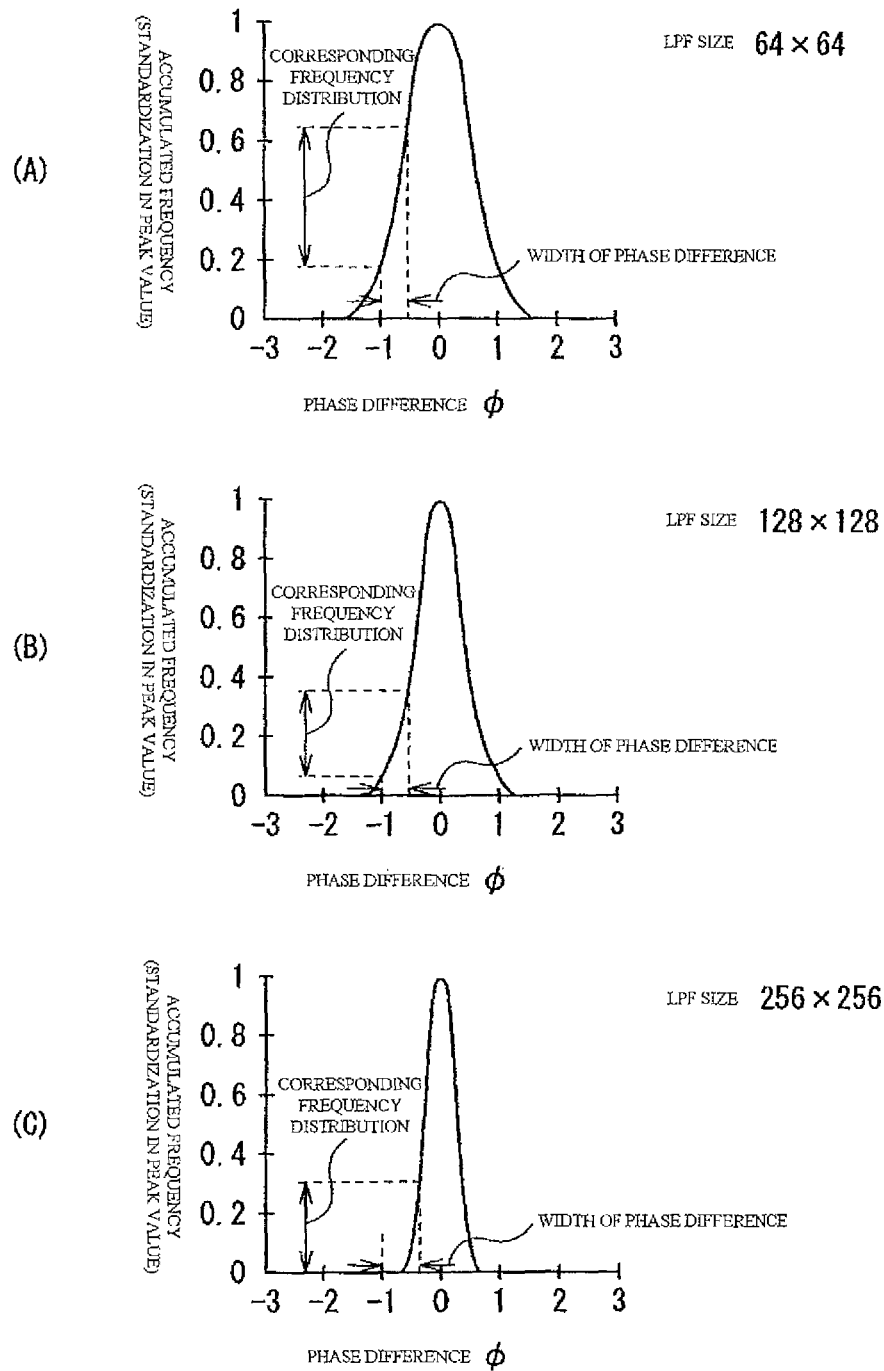 (A)
LPF SIZE 64×64
ACCUMULATED FREQUENCY
(STANDARDIZATION IN PEAK VALUE)
1
0.8
0.6
0.4
0.2
0
CORRESPONDING
FREQUENCY
DISTRIBUTION
WIDTH OF PHASE DIFFERENCE
-3 -2 -1 0 1 2 3
PHASE DIFFERENCE ϕ
(B)
LPF SIZE 128×128
ACCUMULATED FREQUENCY
(STANDARDIZATION IN PEAK VALUE)
1
0.8
0.6
0.4
0.2
0
CORRESPONDING
FREQUENCY
DISTRIBUTION
WIDTH OF PHASE DIFFERENCE
-3 -2 -1 0 1 2 3
PHASE DIFFERENCE ϕ
(C)
LPF SIZE 256×256
ACCUMULATED FREQUENCY
(STANDARDIZATION IN PEAK VALUE)
1
0.8
0.6
0.4
0.2
0
CORRESPONDING
FREQUENCY
DISTRIBUTION
WIDTH OF PHASE DIFFERENCE
-3 -2 -1 0 1 2 3
PHASE DIFFERENCE ϕ